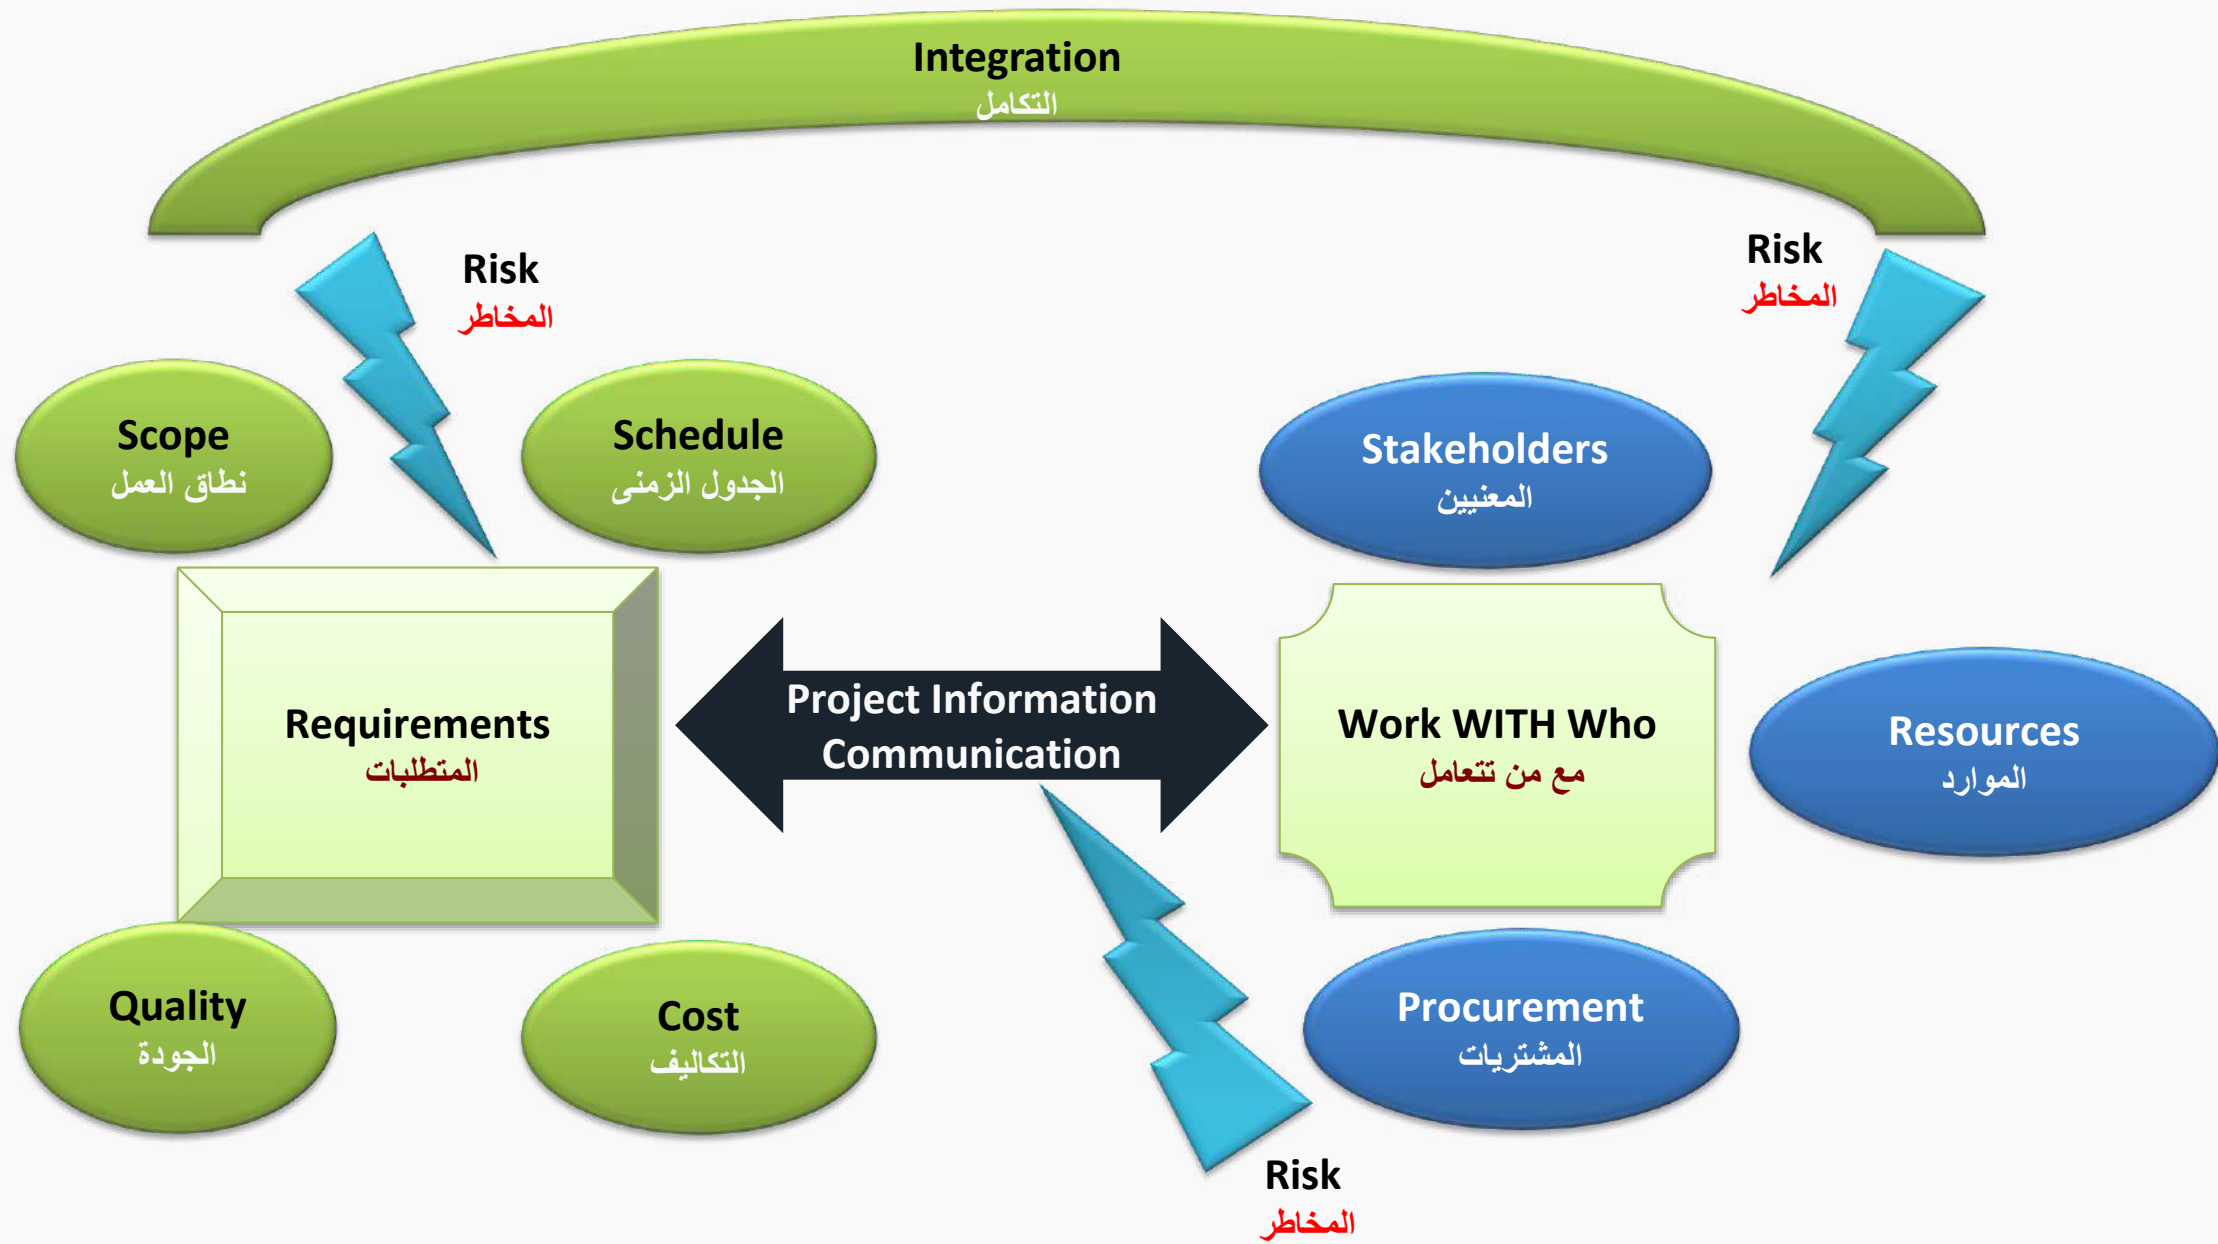 Integration
التكامل
Risk
المخاطر
Risk
المخاطر
Scope
نطاق العمل
Schedule
الجدول الزمنى
Stakeholders
المعنيين
Requirements
المتطلبات
Project Information
Communication
Work WITH Who
مع من تتعامل
Resources
الموارد
Quality
الجودة
Cost
التكاليف
Procurement
المشتريات
Risk
المخاطر